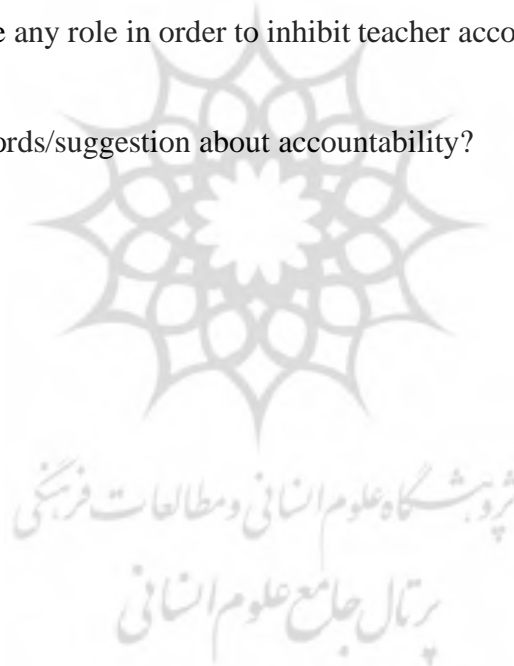 e any role in order to inhibit teacher acco
ords/suggestion about accountability?
پژوهشگاه علوم انسانی و مطالعات فرهنگی
پرتال جامع علوم انسانی